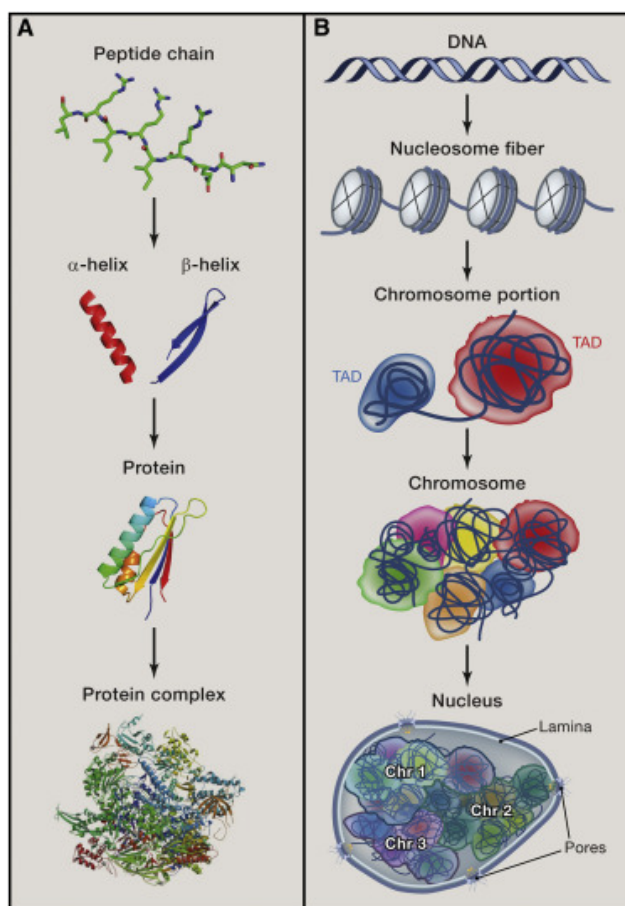 A
Peptide chain
α-helix
β-helix
Protein
Protein complex
B
DNA
Nucleosome fiber
Chromosome portion
TAD
TAD
Chromosome
Nucleus
Lamina
Chr 1
Chr 2
Chr 3
Pores